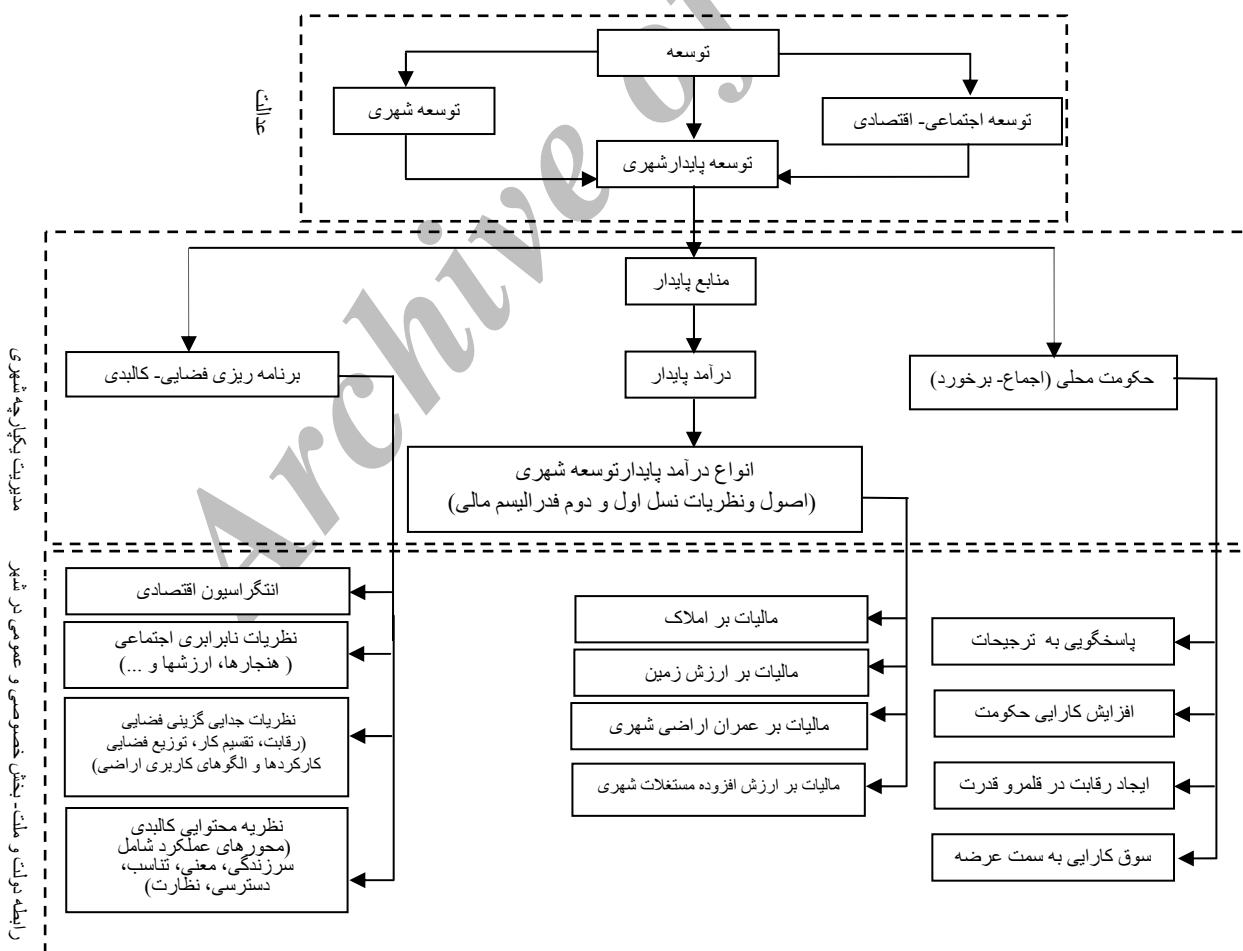 توسعه
توسعه اجتماعی- اقتصادی
توسعه شهری
توسعه پایدارشهری
عدالت
منابع پایدار
درآمد پایدار
حکومت محلی (اجماع- برخورد)
برنامه ریزی فضایی- کالبدی
انواع درآمد پایدارتوسعه شهری
(اصول ونظریات نسل اول و دوم فدرالیسم مالی)
مدیریت یکپارچه شهری
پاسخگویی به ترجیحات
افزایش کارایی حکومت
ایجاد رقابت در قلمرو قدرت
سوق کارایی به سمت عرضه
مالیات بر املاک
مالیات بر ارزش زمین
مالیات بر عمران اراضی شهری
مالیات بر ارزش افزوده مستغلات شهری
انتگراسیون اقتصادی
نظریات نابرابری اجتماعی
( هنجارها، ارزشها و ...)
نظریات جدایی گزینی فضایی
(رقابت، تقسیم کار، توزیع فضایی
کارکردها و الگوهای کاربری اراضی)
نظریه محتوایی کالبدی
(محورهای عملکرد شامل
سرزندگی، معنی، تناسب،
دسترسی، نظارت)
رابطه دولت و ملت- بخش خصوصی و عمومی در شهر
Archive of